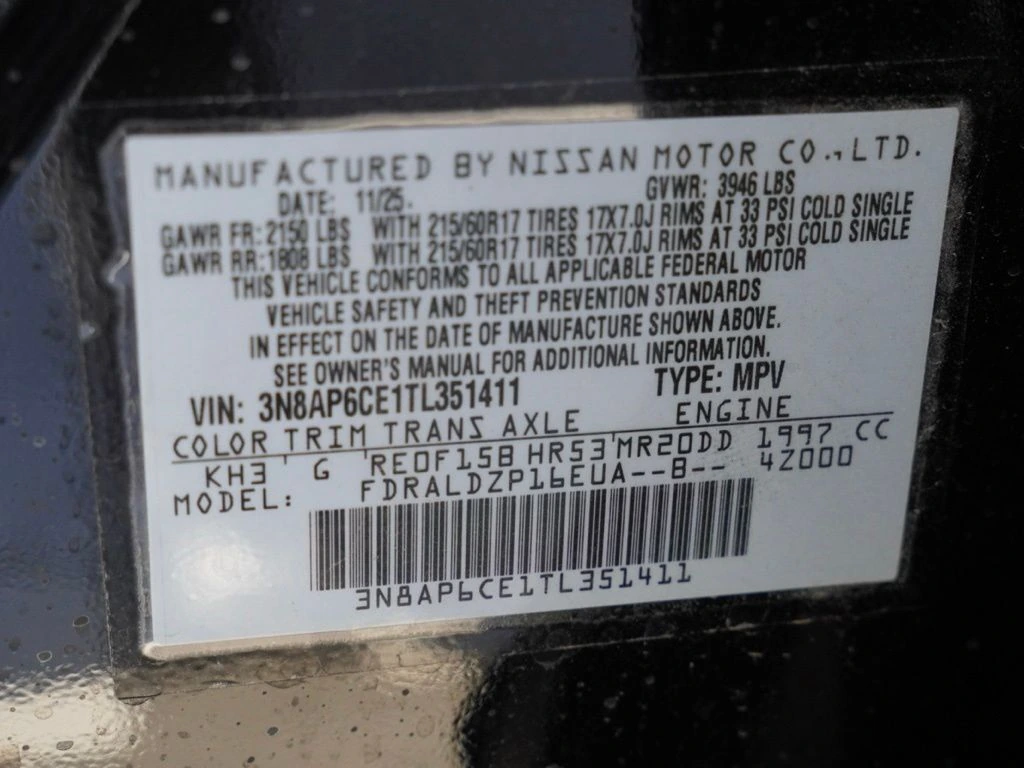 MANUFACTURED BY NISSAN MOTOR CO., LTD.
DATE: 11/25. GVWR: 3946 LBS
GAWR FR: 2150 LBS WITH 215/60R17 TIRES 17X7.0J RIMS AT 33 PSI COLD SINGLE
GAWR RR: 1808 LBS WITH 215/60R17 TIRES 17X7.0J RIMS AT 33 PSI COLD SINGLE
THIS VEHICLE CONFORMS TO ALL APPLICABLE FEDERAL MOTOR
VEHICLE SAFETY AND THEFT PREVENTION STANDARDS
IN EFFECT ON THE DATE OF MANUFACTURE SHOWN ABOVE.
SEE OWNER'S MANUAL FOR ADDITIONAL INFORMATION.
VIN: 3N8AP6CE1TL351411 TYPE: MPV
COLOR TRIM TRANS AXLE ENGINE
KH3 ' G ' RE0F15B HR53 ' MR20DD 1997 CC
MODEL: FDRALDZP16EUA--B-- 4Z000
3N8AP6CE1TL351411